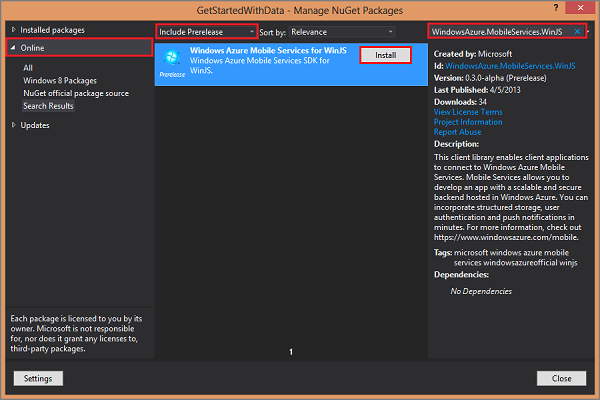 GetStartedWithData - Manage NuGet Packages
?
Installed packages
Online
All
Windows 8 Packages
NuGet official package source
Search Results
Updates
Each package is licensed to you by its
owner. Microsoft is not responsible
for, nor does it grant any licenses to,
third-party packages.
Include Prerelease
Sort by: Relevance
Windows Azure Mobile Services for WinJS
Windows Azure Mobile Services SDK for
WinJS.
Prerelease
Install
1
WindowsAzure.MobileServices.WinJS
Created by: Microsoft
Id: WindowsAzure.MobileServices.WinJS
Version: 0.3.0-alpha (Prerelease)
Last Published: 4/5/2013
Downloads: 34
View License Terms
Project Information
Report Abuse
Description:
This client library enables client applications
to connect to Windows Azure Mobile
Services. Mobile Services allows you to
develop an app with a scalable and secure
backend hosted in Windows Azure. You can
incorporate structured storage, user
authentication and push notifications in
minutes. For more information, check out
https://www.windowsazure.com/mobile.
Tags: microsoft windows azure mobile
services windowsazureofficial winjs
Dependencies:
No Dependencies
Settings
Close